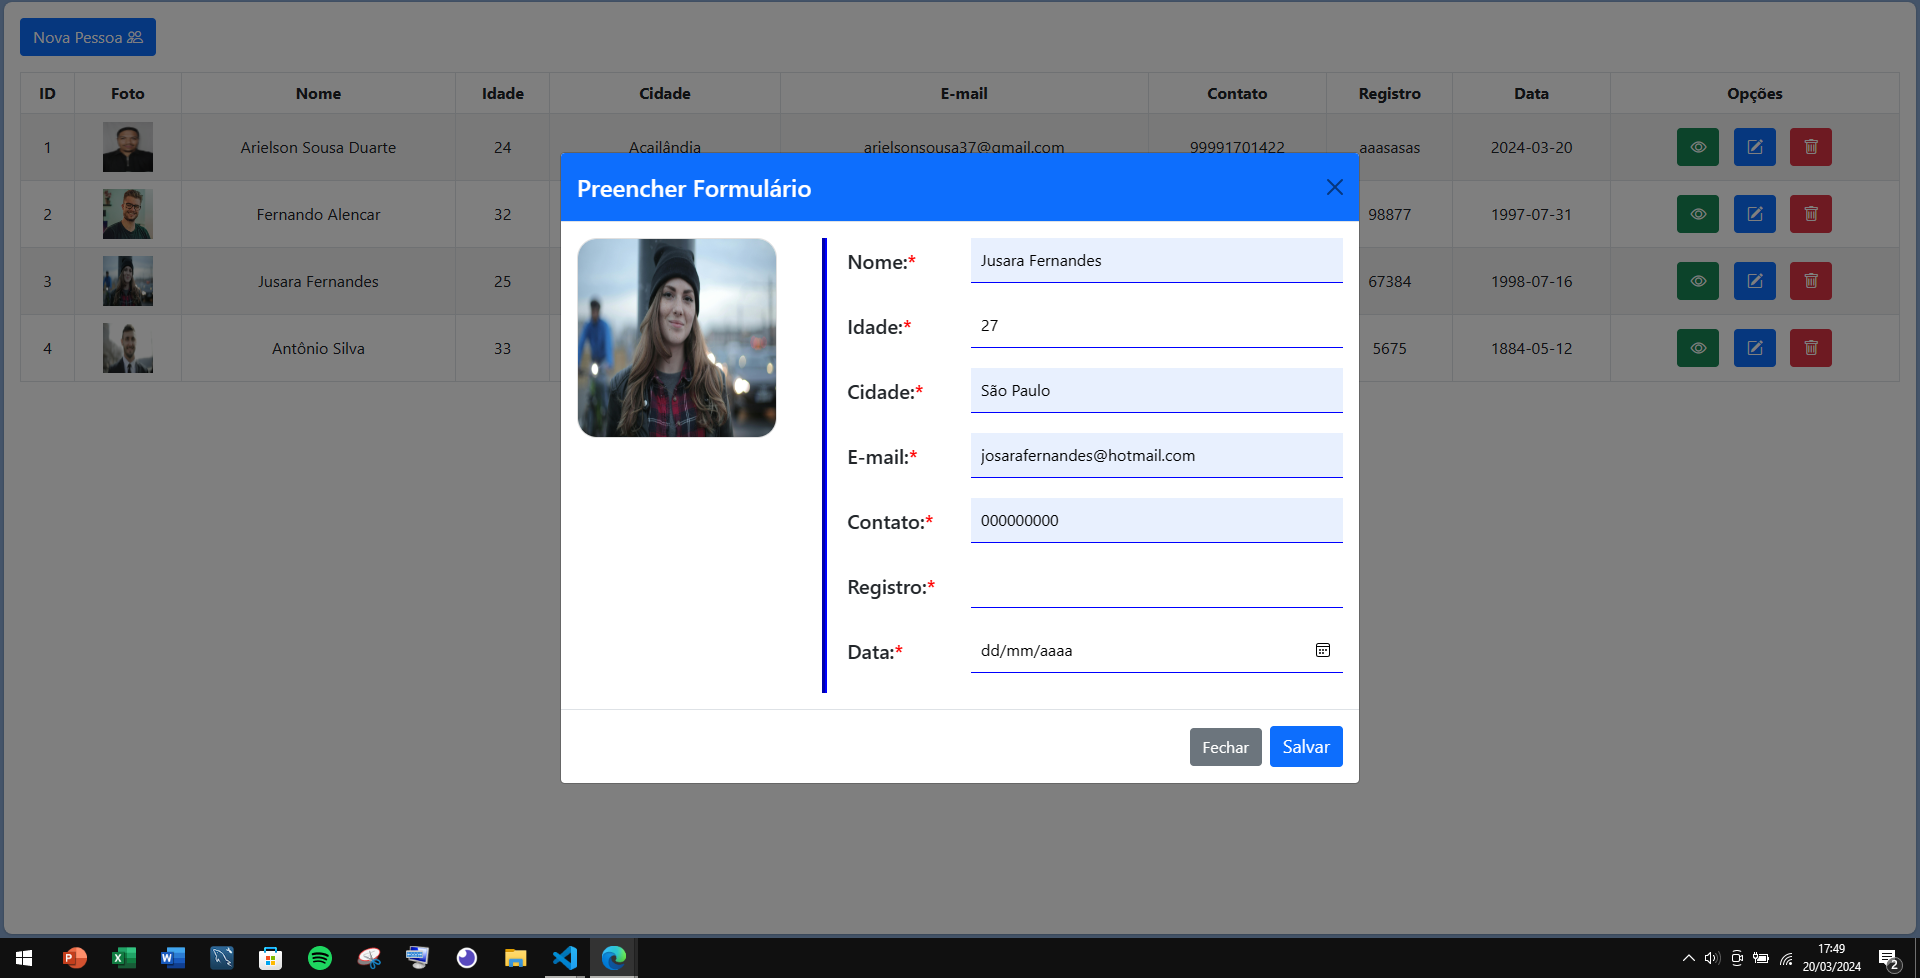 Nova Pessoa
ID Foto Nome Idade Cidade E-mail Contato Registro Data Opções
1 Arielson Sousa Duarte 24 Açailândia arielsonsousa37@gmail.com 99991701422 aaasasas 2024-03-20
2 Fernando Alencar 32 98877 1997-07-31
3 Jusara Fernandes 25 67384 1998-07-16
4 Antônio Silva 33 5675 1884-05-12
Preencher Formulário
Nome:* Jusara Fernandes
Idade:* 27
Cidade:* São Paulo
E-mail:* josarafernandes@hotmail.com
Contato:* 000000000
Registro:*
Data:* dd/mm/aaaa
Fechar Salvar
17:49
20/03/2024
2